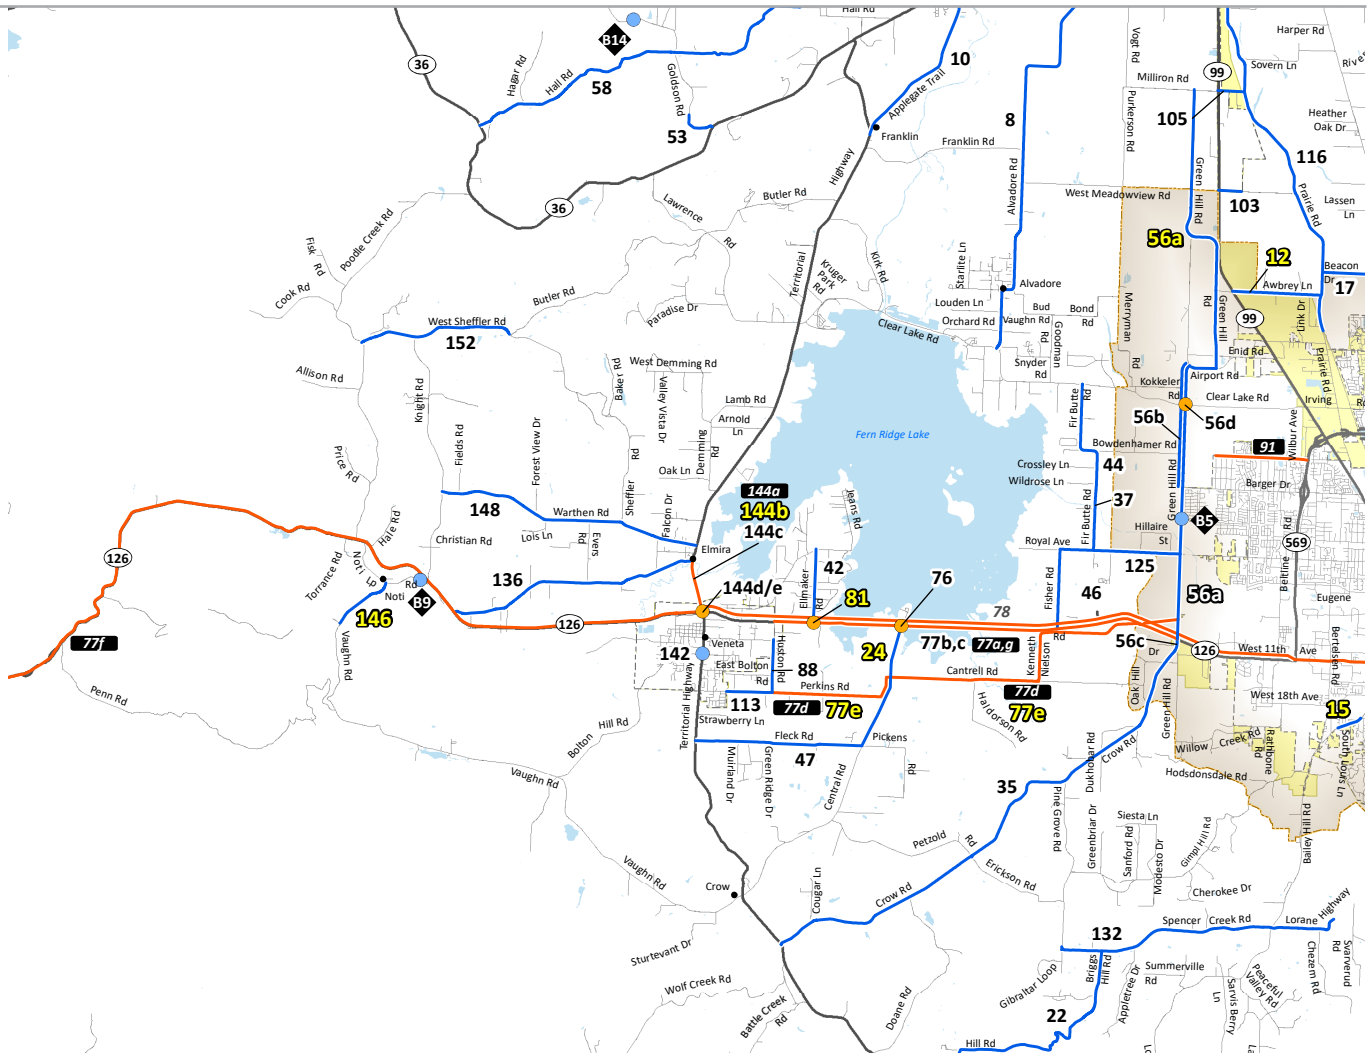 Hall Rd
B14
36
Hagar Rd
Hall Rd
58
Goldson Rd
53
10
Applegate Trail
Franklin
Franklin Rd
8
Vogt Rd
Milliron Rd
99
Harper Rd
Sovern Ln
Purkerson Rd
105
Heather
Oak Dr
116
Highway
Alvadore Rd
West Meadowview Rd
Green Hill Rd
103
Prairie Rd
Lassen
Ln
36
Butler Rd
Lawrence
Rd
Poodle Creek Rd
Fisk Rd
Cook Rd
Butler Rd
Territorial
Kruger
Park
Rd
Kirk Rd
Starlite Ln
Alvadore
56a
12
Beacon
Dr
17
Awbrey Ln
Link Dr
Paradise Dr
Louden Ln
Orchard Rd
Bud
Vaughn Rd
Bond
Rd
Goodman
Rd
Merryman
Rd
Rd
Green Hill
99
West Sheffler Rd
152
Clear Lake Rd
Snyder
Rd
Enid Rd
Prairie Rd
Allison Rd
Knight Rd
Baker Rd
West Demming Rd
Valley Vista Dr
Lamb Rd
Arnold
Ln
Kokkeler
Rd
Airport Rd
Clear Lake Rd
Irving
Fir Butte
Rd
56b
56d
Wilbur Ave
Fern Ridge Lake
Bowdenhamer Rd
91
Price Rd
Fields Rd
Forest View Dr
Rd
Oak Ln
Demming
Rd
Crossley Ln
Wildrose Ln
44
Barger Dr
Sheffler
144a
144b
144c
Jeans Rd
37
Green Hill Rd
148
Warthen Rd
Falcon Dr
Fir Butte Rd
B5
Hillaire
St
Beltline Rd
569
Hale Rd
Christian Rd
Lois Ln
Evers
Rd
Elmira
Royal Ave
126
Torrance Rd
Noti Lp
Rd
Noti
B9
136
144d/e
42
Ellmaker
Rd
81
76
78
Fisher Rd
46
125
56a
Eugene
146
126
77f
Vaughn Rd
Veneta
142
Huston Rd
East Bolton
Rd
88
24
77b,c
77a,g
Kenneth
Nielson
Rd
56c
Dr
126
West 11th
Ave
Bertelsen Rd
Penn Rd
Perkins Rd
Cantrell Rd
Oak Hill
113
77d
77e
77d
77e
Green Hill Rd
West 18th Ave
15
Strawberry Ln
Haldorson Rd
Territorial Highway
Hill Rd
Bolton
Fleck Rd
47
Pickens
Rd
Willow
Creek Rd
Rathbone
Rd
South Louis Ln
Muirland Dr
Green Ridge Dr
Central Rd
Crow Rd
Dukhobar Rd
Hodsdonsdale Rd
Vaughn Rd
35
Pine Grove Rd
Greenbriar Dr
Siesta Ln
Sanford Rd
Modesto Dr
Gimpl Hill Rd
Bailey Hill Rd
Petzold
Rd
Erickson Rd
Vaughn Rd
Crow
Cougar Ln
Crow Rd
Cherokee Dr
Spencer
Creek Rd
Lorane
Highway
132
Sturtevant Dr
Gibraltar Loop
Briggs
Hill Rd
Appletree Dr
Summerville
Ln
Sarvis Berry
Peaceful
Valley Rd
Chezem Rd
Svarverud
Rd
Wolf Creek Rd
Battle Creek
Rd
Doane Rd
22
Hill Rd